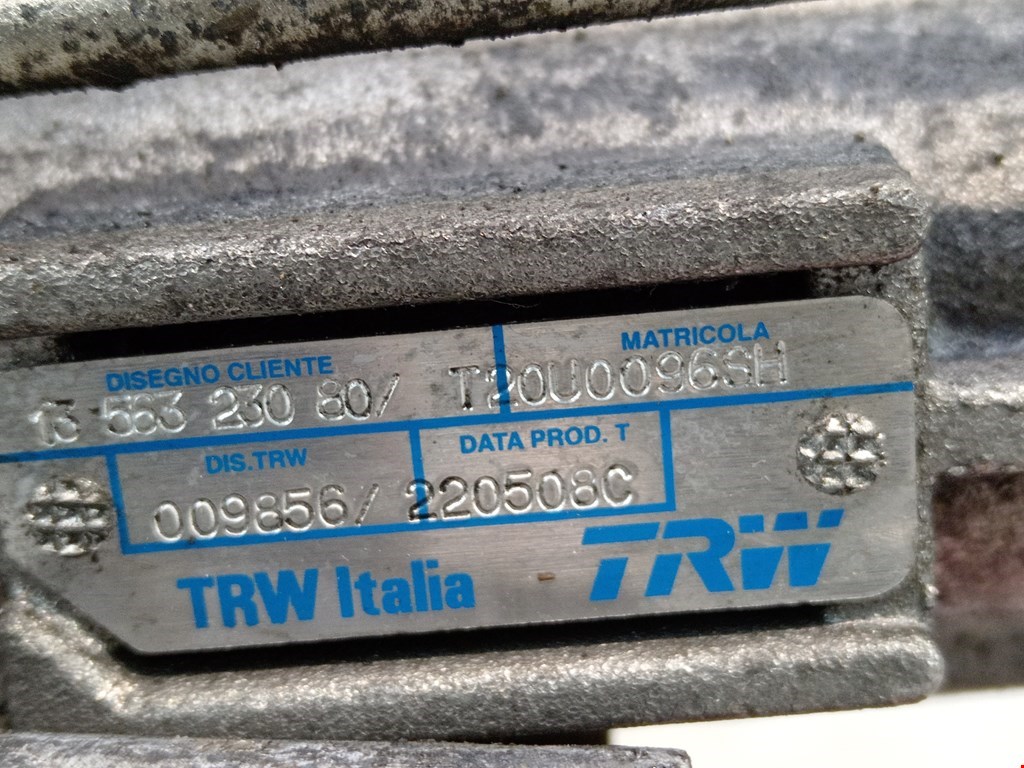 DISEGNO CLIENTE MATRICOLA
13 563 230 80/ T20U0096SH
DIS.TRW DATA PROD. T
009856/ 220508C
TRW Italia TRW